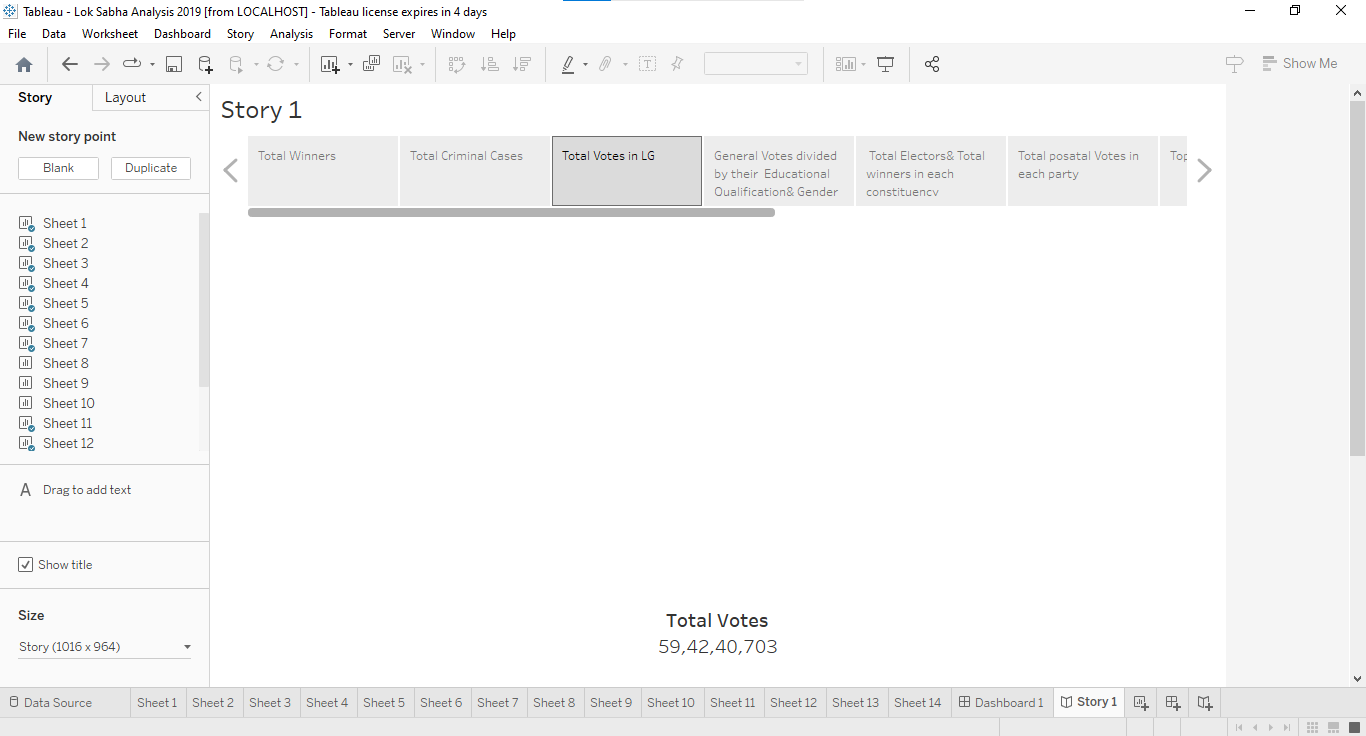 Tableau - Lok Sabha Analysis 2019 [from LOCALHOST] - Tableau license expires in 4 days
File Data Worksheet Dashboard Story Analysis Format Server Window Help
Show Me
Story Layout
New story point
Blank Duplicate
Sheet 1
Sheet 2
Sheet 3
Sheet 4
Sheet 5
Sheet 6
Sheet 7
Sheet 8
Sheet 9
Sheet 10
Sheet 11
Sheet 12
A Drag to add text
Show title
Size
Story (1016 x 964)
Story 1
Total Winners
Total Criminal Cases
Total Votes in LG
General Votes divided
by their Educational
Qualification& Gender
Total Electors& Total
winners in each
constituency
Total posatal Votes in
each party
Top
Total Votes
59,42,40,703
Data Source Sheet 1 Sheet 2 Sheet 3 Sheet 4 Sheet 5 Sheet 6 Sheet 7 Sheet 8 Sheet 9 Sheet 10 Sheet 11 Sheet 12 Sheet 13 Sheet 14 Dashboard 1 Story 1